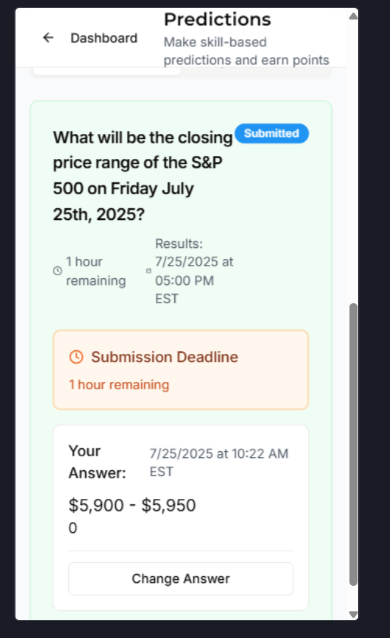 Predictions
Dashboard
Make skill-based
predictions and earn points
What will be the closing
price range of the S&P
500 on Friday July
25th, 2025?
Submitted
1 hour
remaining
Results:
7/25/2025 at
05:00 PM
EST
Submission Deadline
1 hour remaining
Your
Answer:
7/25/2025 at 10:22 AM
EST
$5,900 - $5,950
0
Change Answer